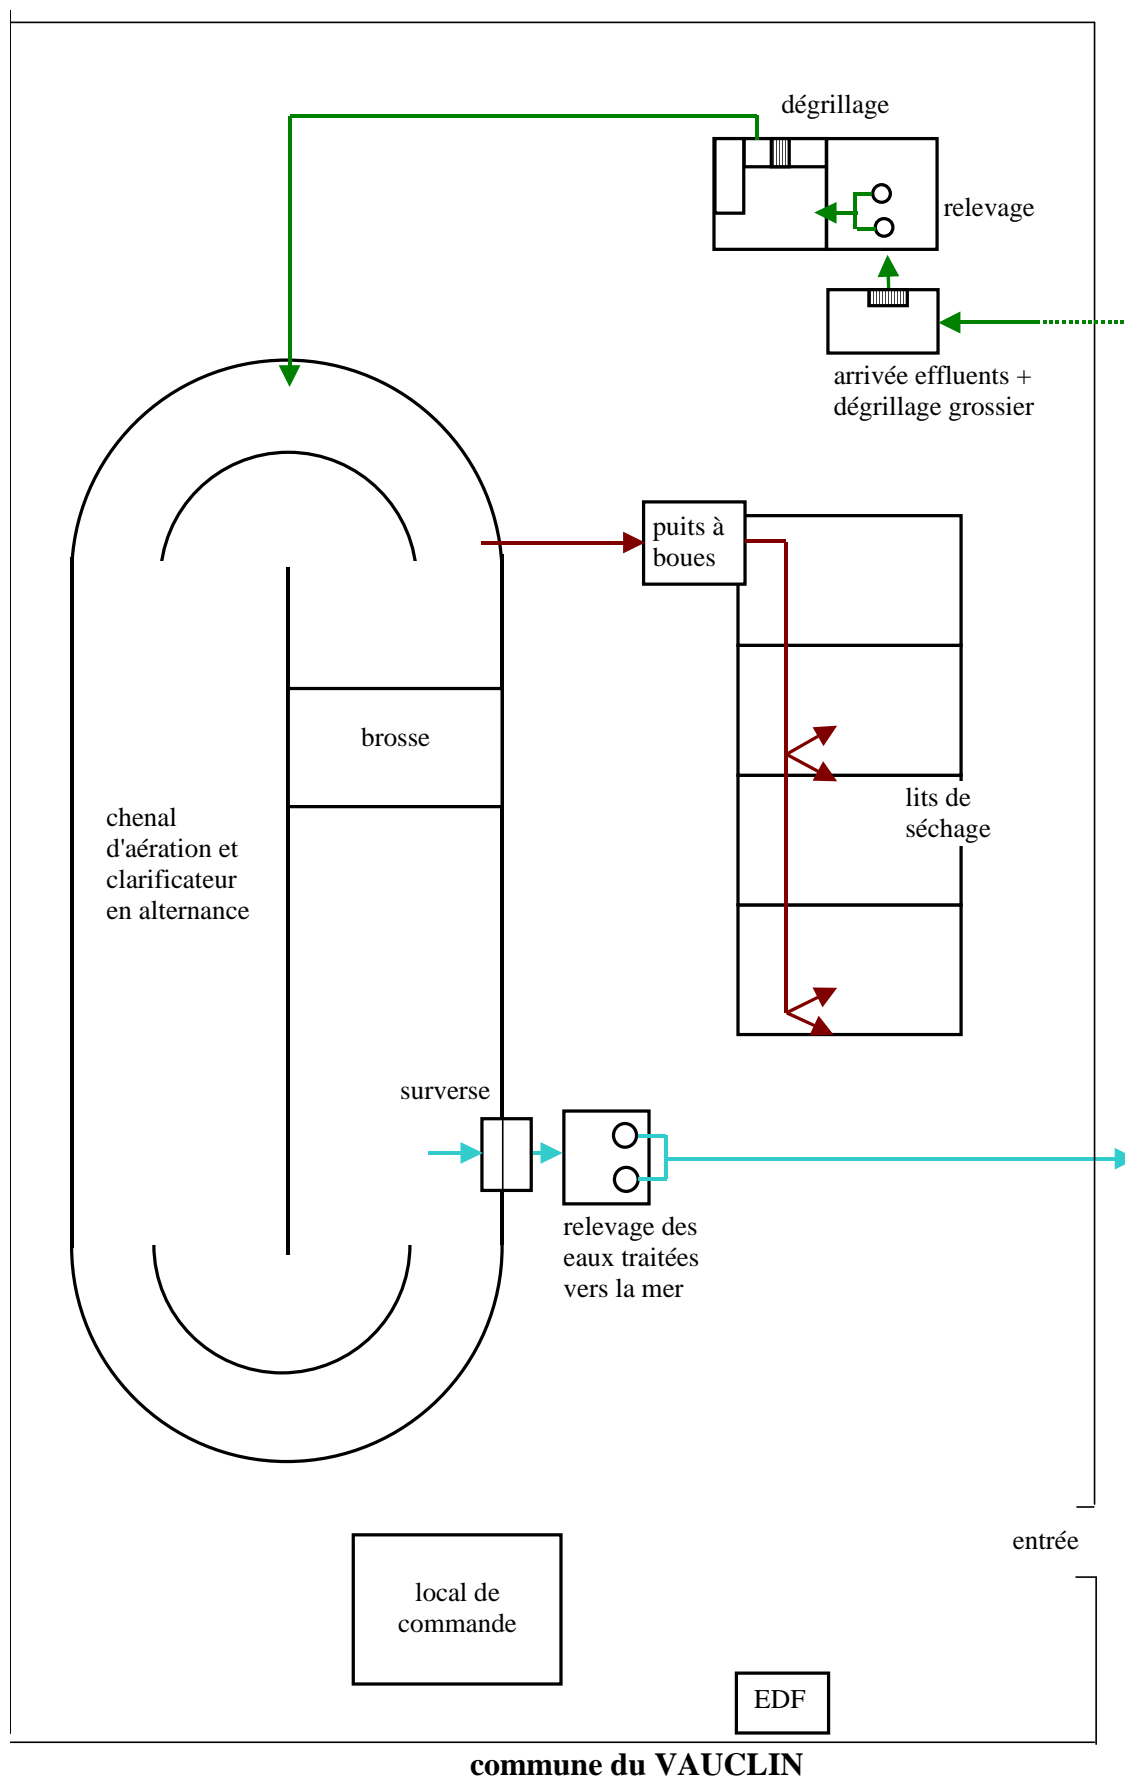 dégrillage
relevage
arrivée effluents +
dégrillage grossier
puits à
boues
brosse
lits de
séchage
chenal
d'aération et
clarificateur
en alternance
surverse
relevage des
eaux traitées
vers la mer
entrée
local de
commande
EDF
commune du VAUCLIN